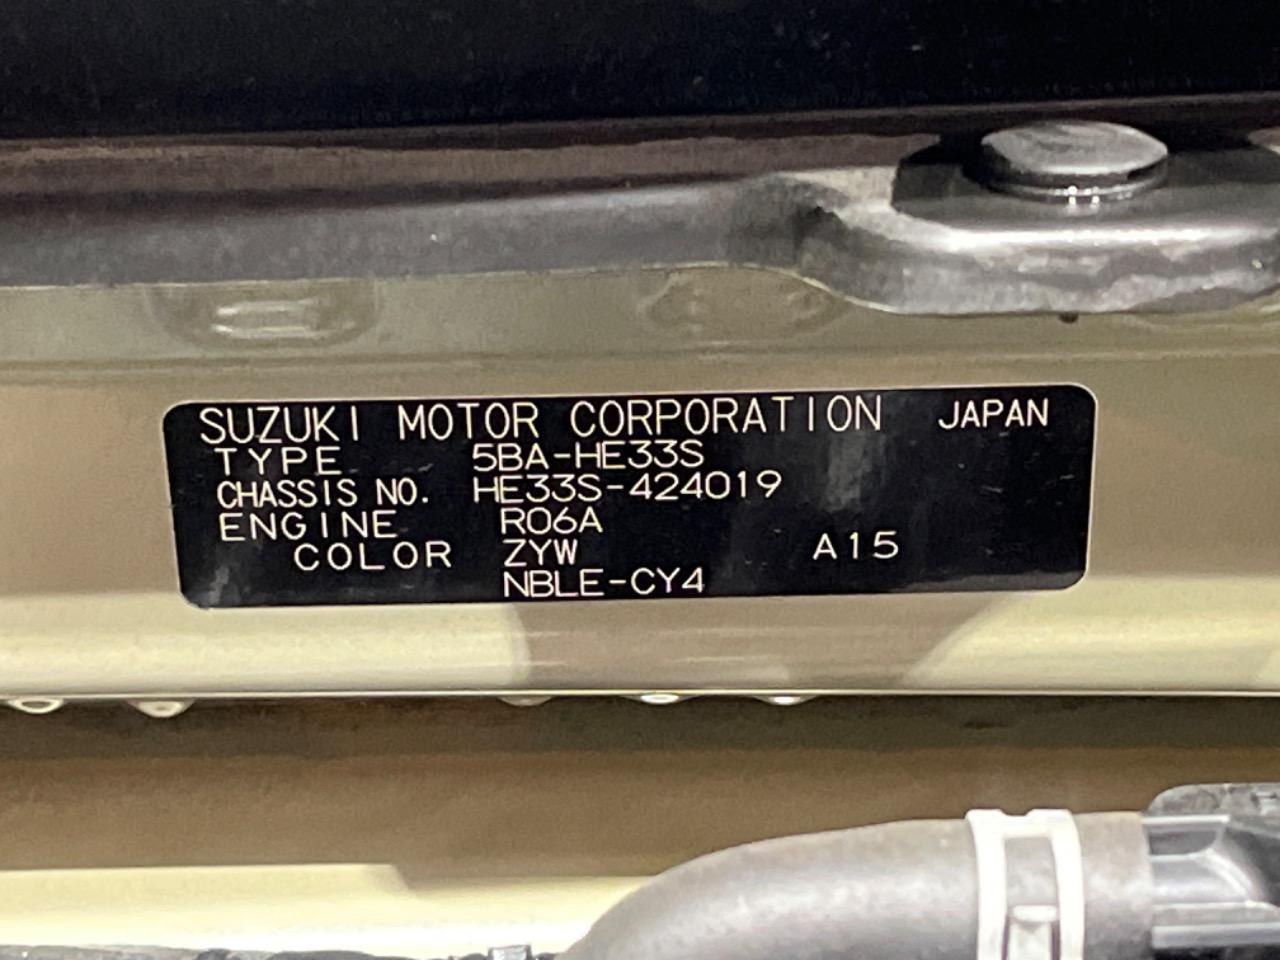 SUZUKI MOTOR CORPORATION JAPAN
TYPE 5BA-HE33S
CHASSIS NO. HE33S-424019
ENGINE R06A
COLOR ZYW A15
NBLE-CY4